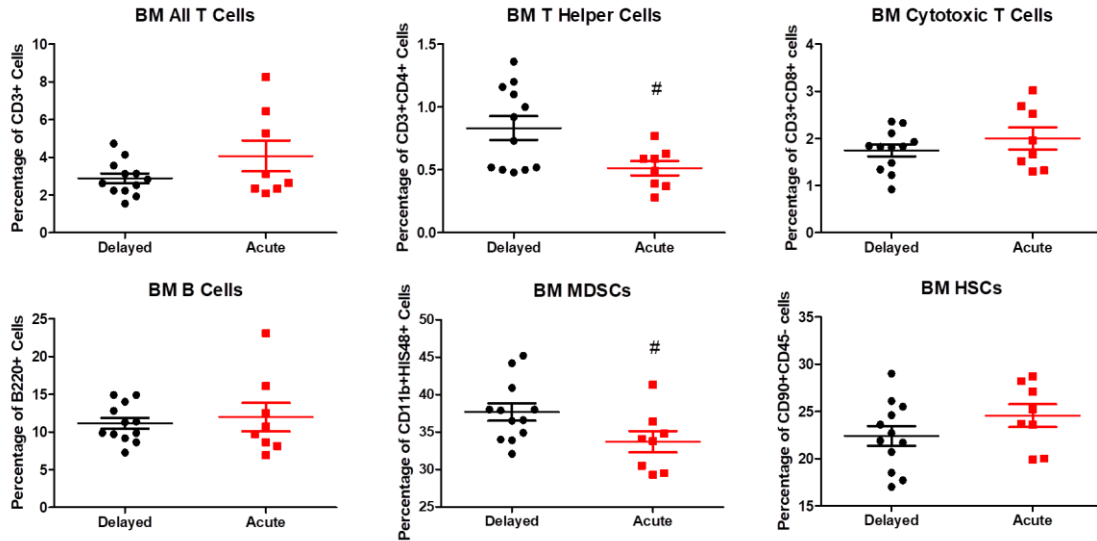 BM All T Cells
Percentage of CD3+ Cells
10
8
6
4
2
0
Delayed
Acute
BM T Helper Cells
Percentage of CD3+CD4+ Cells
1.5
1.0
0.5
0.0
#
Delayed
Acute
BM Cytotoxic T Cells
Percentage of CD3+CD8+ cells
4
3
2
1
0
Delayed
Acute
BM B Cells
Percentage of B220+ Cells
25
20
15
10
5
0
Delayed
Acute
BM MDSCs
Percentage of CD11b+HIS48+ Cells
50
45
40
35
30
25
#
Delayed
Acute
BM HSCs
Percentage of CD90+CD45- cells
35
30
25
20
15
Delayed
Acute